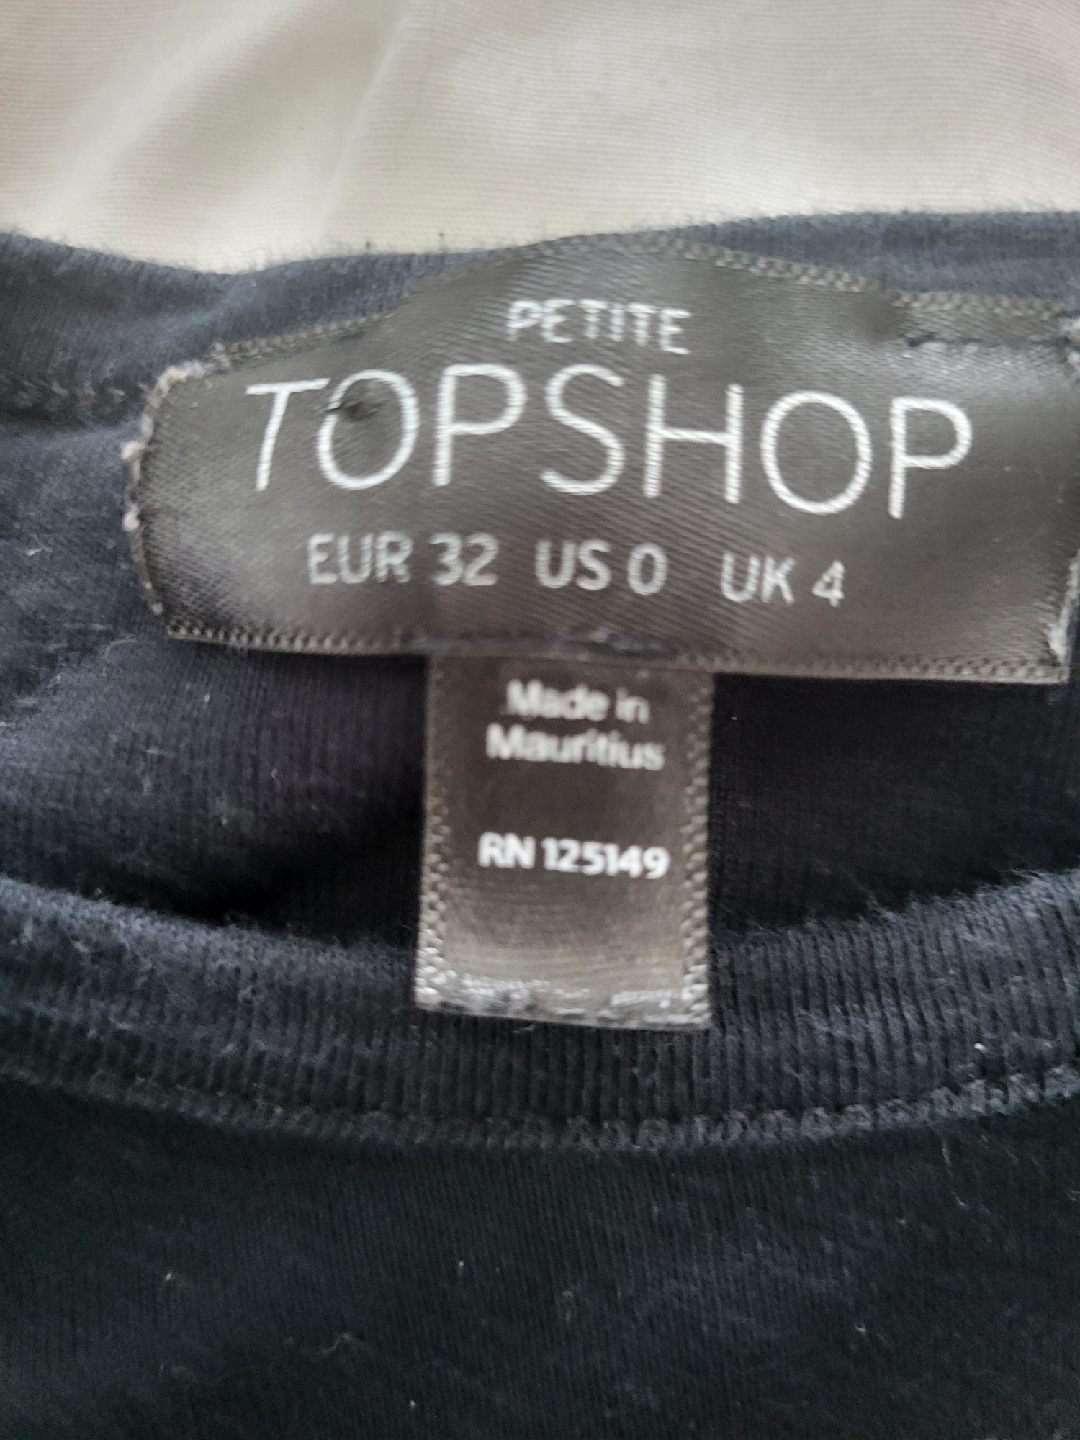 PETITE
TOPSHOP
EUR 32 US 0 UK 4
Made in
Mauritius
RN 125149